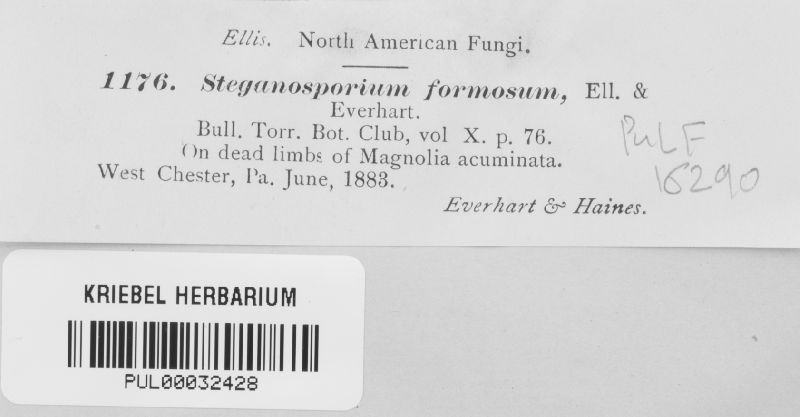 Ellis. North American Fungi.
1176. Steganosporium formosum, Ell. &
Everhart.
Bull. Torr. Bot. Club, vol X. p. 76.
On dead limbs of Magnolia acuminata.
West Chester, Pa. June, 1883.
Everhart & Haines.
PuLF
16290
KRIEBEL HERBARIUM
PUL00032428